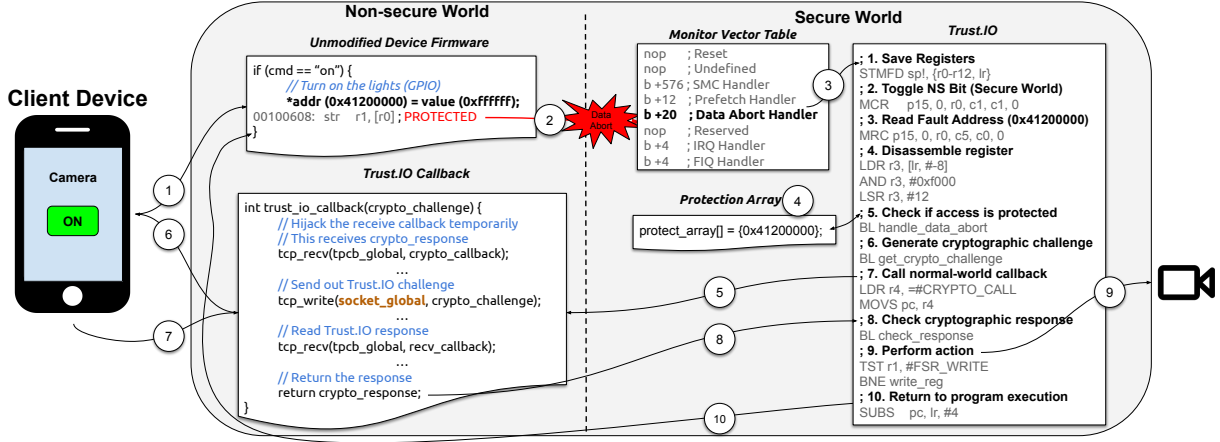 Non-secure World
Secure World
Unmodified Device Firmware
if (cmd == “on”) {
// Turn on the lights (GPIO)
*addr (0x41200000) = value (0xffffff);
00100608: str r1, [r0] ; PROTECTED
}
2
Data
Abort
Monitor Vector Table
nop ; Reset
nop ; Undefined
b +576 ; SMC Handler
b +12 ; Prefetch Handler
b +20 ; Data Abort Handler
nop ; Reserved
b +4 ; IRQ Handler
b +4 ; FIQ Handler
3
Trust.IO
; 1. Save Registers
STMFD sp!, {r0-r12, lr}
; 2. Toggle NS Bit (Secure World)
MCR p15, 0, r0, c1, c1, 0
; 3. Read Fault Address (0x41200000)
MRC p15, 0, r0, c5, c0, 0
; 4. Disassemble register
LDR r3, [lr, #-8]
AND r3, #0xf000
LSR r3, #12
; 5. Check if access is protected
BL handle_data_abort
; 6. Generate cryptographic challenge
BL get_crypto_challenge
; 7. Call normal-world callback
LDR r4, =#CRYPTO_CALL
MOVS pc, r4
; 8. Check cryptographic response
BL check_response
; 9. Perform action
TST r1, #FSR_WRITE
BNE write_reg
; 10. Return to program execution
SUBS pc, lr, #4
Client Device
Camera
ON
1
6
7
Trust.IO Callback
int trust_io_callback(crypto_challenge) {
// Hijack the receive callback temporarily
// This receives crypto_response
tcp_recv(tpcb_global, crypto_callback);
...
// Send out Trust.IO challenge
tcp_write(socket_global, crypto_challenge);
...
// Read Trust.IO response
tcp_recv(tpcb_global, recv_callback);
...
// Return the response
return crypto_response;
}
Protection Array
4
protect_array[] = {0x41200000};
5
8
9
10